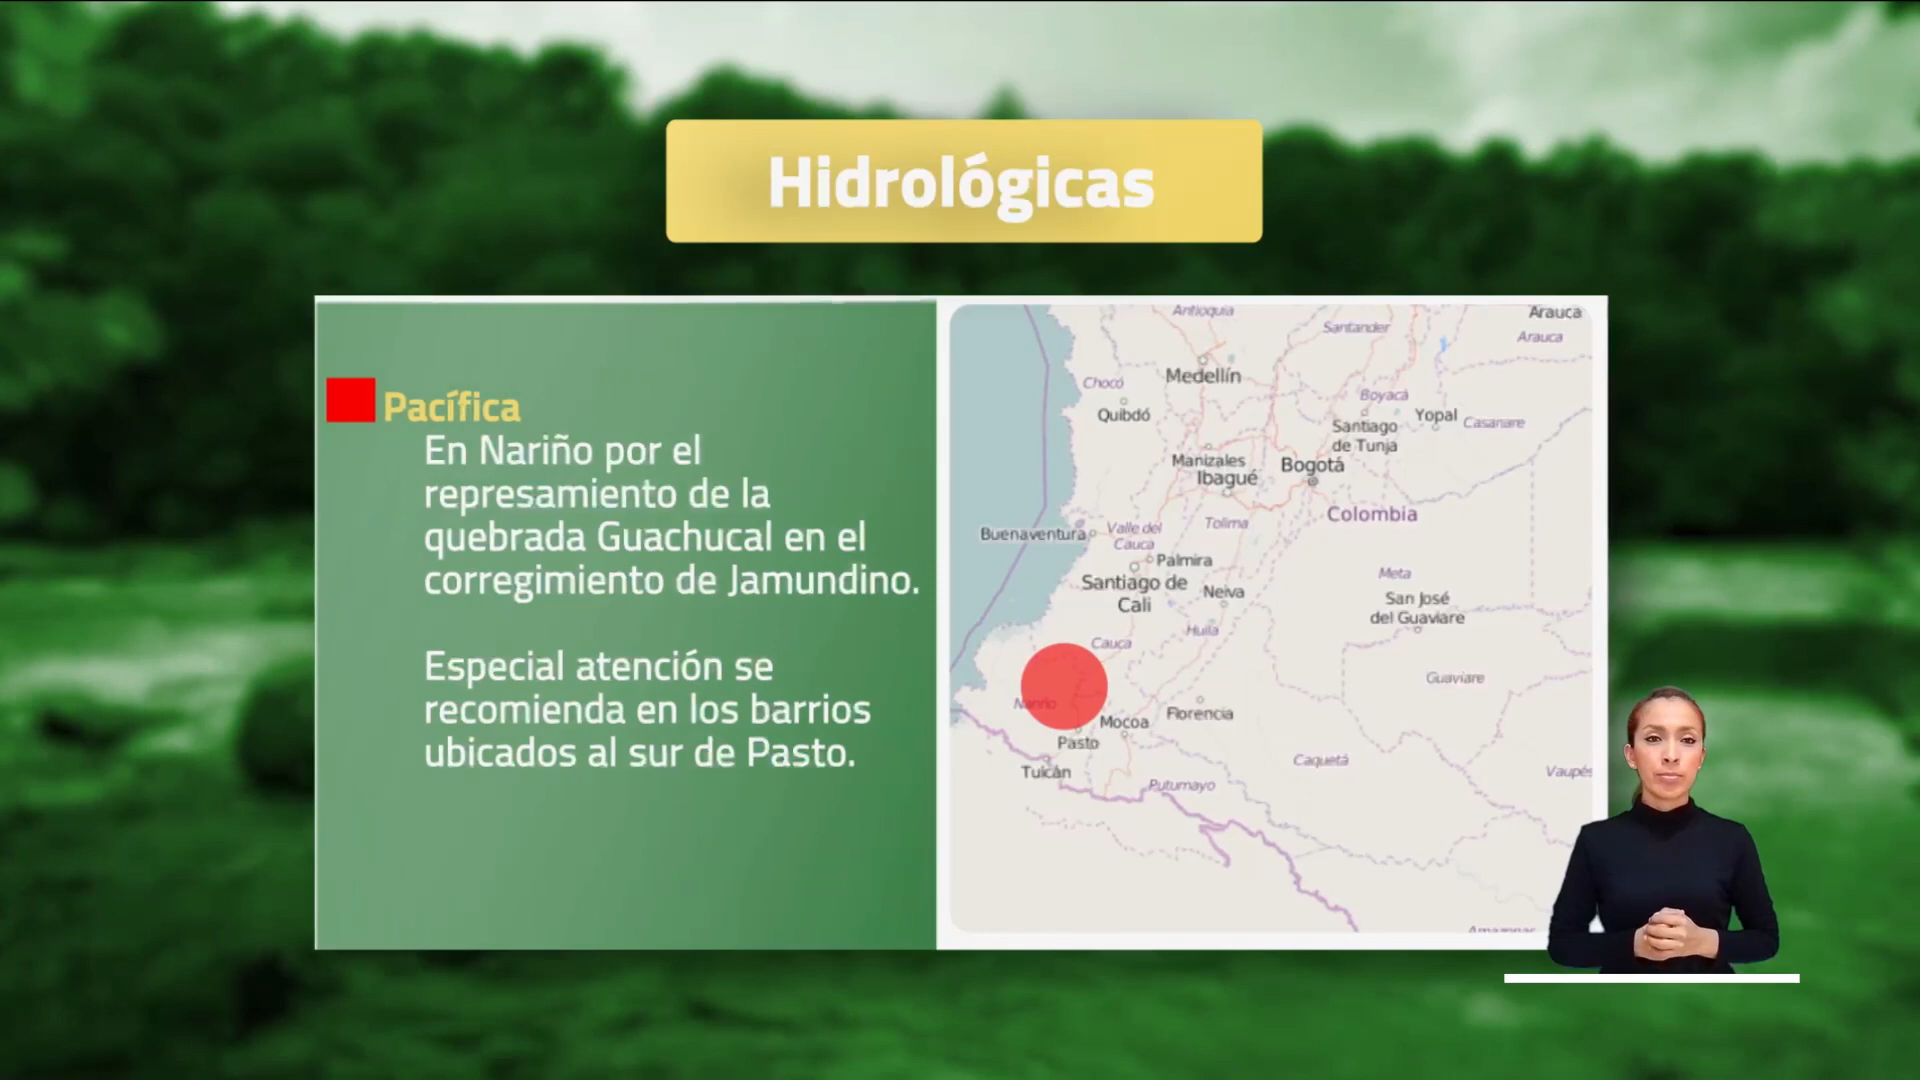 Hidrológicas
Pacífica
En Nariño por el
represamiento de la
quebrada Guachucal en el
corregimiento de Jamundino.
Especial atención se
recomienda en los barrios
ubicados al sur de Pasto.
Antioquia
Arauca
Santander
Arauca
Medellín
Chocó
Boyacá
Quibdó
Yopal
Casanare
Santiago
de Tunja
Manizales
Bogotá
Ibagué
Colombia
Tolima
Buenaventura
Valle del
Cauca
Palmira
Meta
Santiago de
Cali
Neiva
San José
del Guaviare
Huila
Cauca
Guaviare
Nariño
Mocoa
Florencia
Pasto
Caquetá
Tulcán
Vaupés
Putumayo
Amazonas